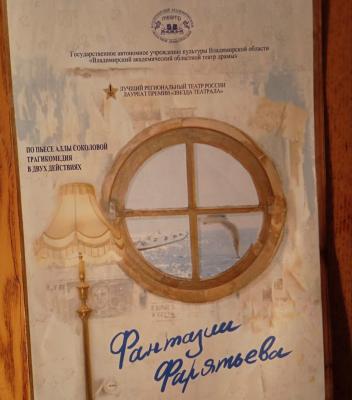 Государственное автономное учреждение культуры Владимирской области
«Владимирский академический областной театр драмы»
ЛУЧШИЙ РЕГИОНАЛЬНЫЙ ТЕАТР РОССИИ
ЛАУРЕАТ ПРЕМИИ «ЗВЕЗДА ТЕАТРАЛА»
ПО ПЬЕСЕ АЛЛЫ СОКОЛОВОЙ
ТРАГИКОМЕДИЯ
В ДВУХ ДЕЙСТВИЯХ
Фантазии
Фарятьева